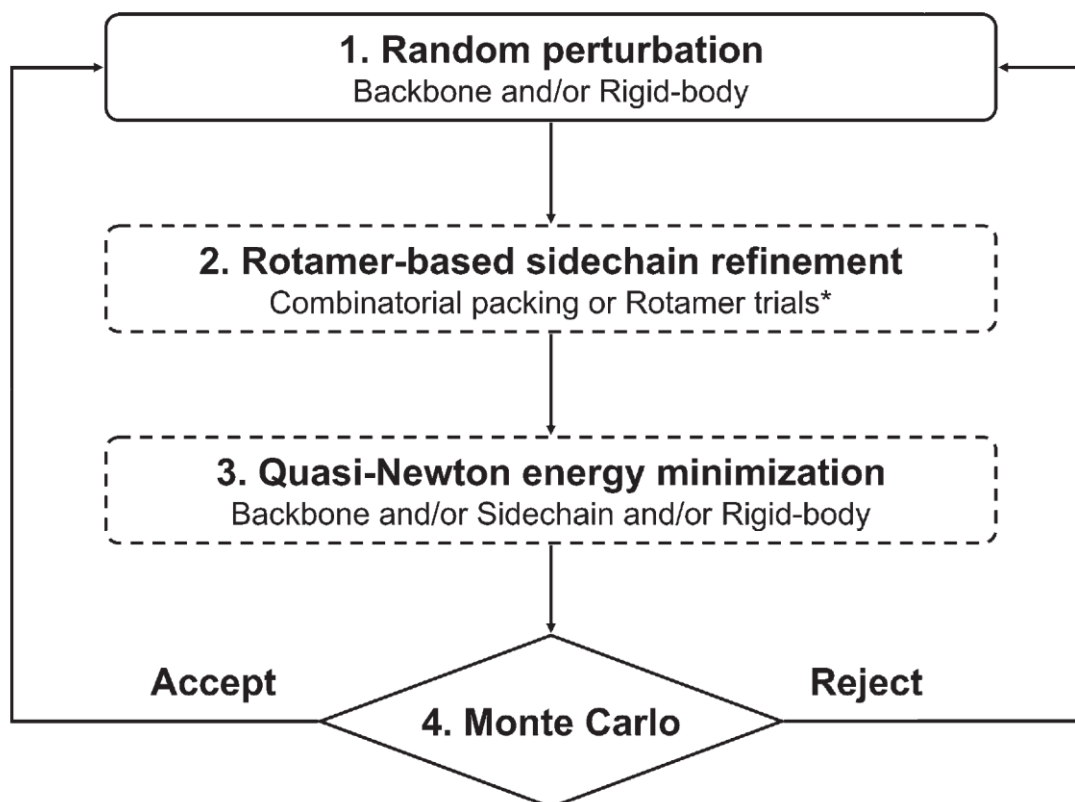 1. Random perturbation
Backbone and/or Rigid-body
2. Rotamer-based sidechain refinement
Combinatorial packing or Rotamer trials*
3. Quasi-Newton energy minimization
Backbone and/or Sidechain and/or Rigid-body
Accept
Reject
4. Monte Carlo